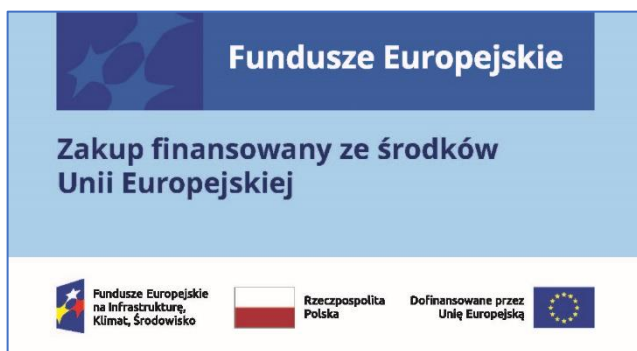 Fundusze Europejskie
Zakup finansowany ze środków
Unii Europejskiej
Fundusze Europejskie
na Infrastrukturę,
Klimat, Środowisko
Rzeczpospolita
Polska
Dofinansowane przez
Unię Europejską